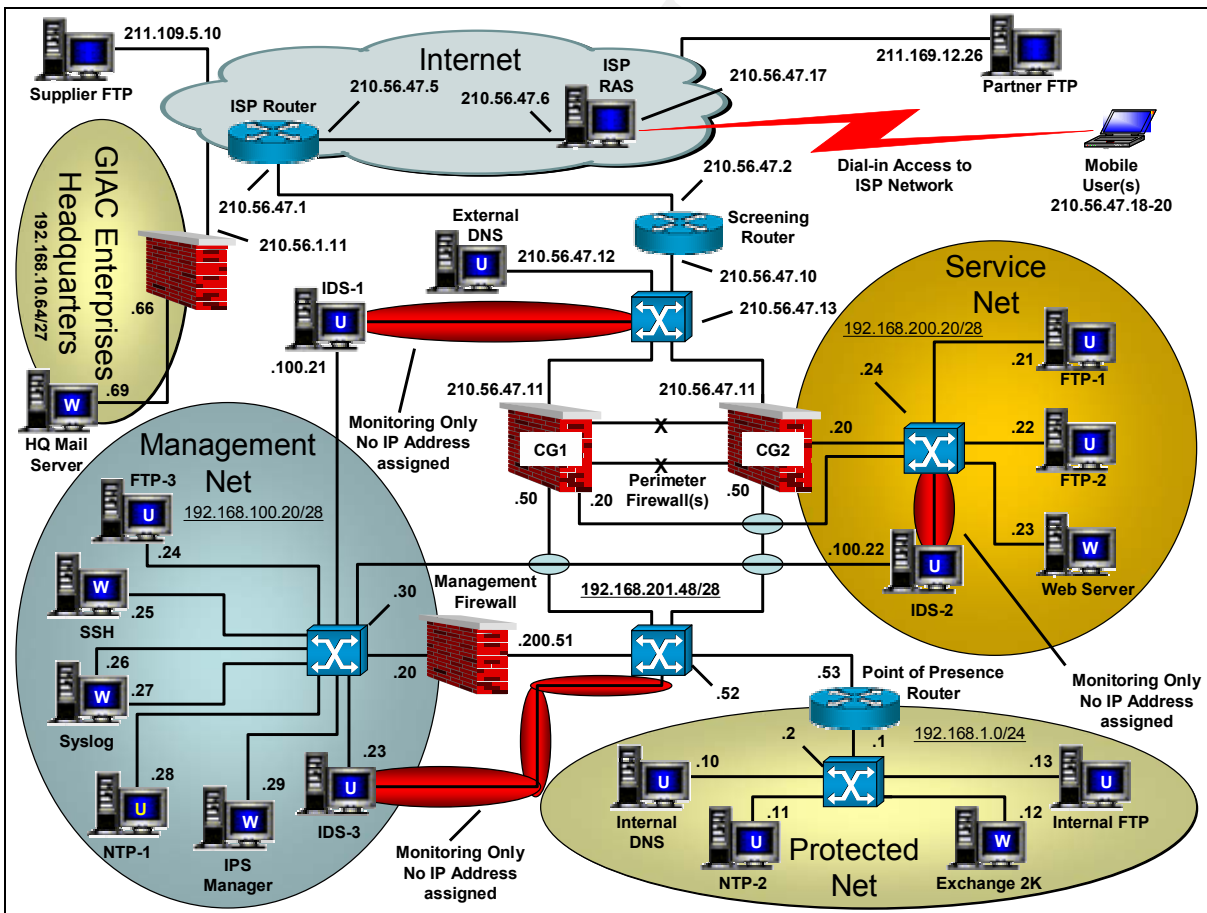 211.109.5.10
Supplier FTP
Internet
ISP
RAS
ISP Router
210.56.47.5
210.56.47.6
210.56.47.17
211.169.12.26
Partner FTP
Dial-in Access to
ISP Network
Mobile
User(s)
210.56.47.18-20
GIAC Enterprises
Headquarters
192.168.10.64/27
210.56.47.1
210.56.1.11
.66
.69
HQ Mail
Server
210.56.47.2
Screening
Router
External
DNS
U
210.56.47.12
210.56.47.10
210.56.47.13
IDS-1
U
.100.21
Monitoring Only
No IP Address
assigned
210.56.47.11
210.56.47.11
CG1
CG2
X
X
Perimeter
Firewall(s)
.50
.20
.50
.20
Service
Net
192.168.200.20/28
.24
.21
U
FTP-1
.22
U
FTP-2
.23
W
Web Server
.100.22
U
IDS-2
Monitoring Only
No IP Address
assigned
W
Management
Net
192.168.100.20/28
FTP-3
U
.24
W
.25
SSH
.26
W
.27
Syslog
.28
U
NTP-1
.29
W
IPS
Manager
.23
U
IDS-3
.30
Management
Firewall
.20
.200.51
192.168.201.48/28
.52
.53
Point of Presence
Router
Monitoring Only
No IP Address
assigned
192.168.1.0/24
.2
.1
.10
U
Internal
DNS
.11
U
NTP-2
.12
W
Exchange 2K
.13
U
Internal FTP
Protected
Net